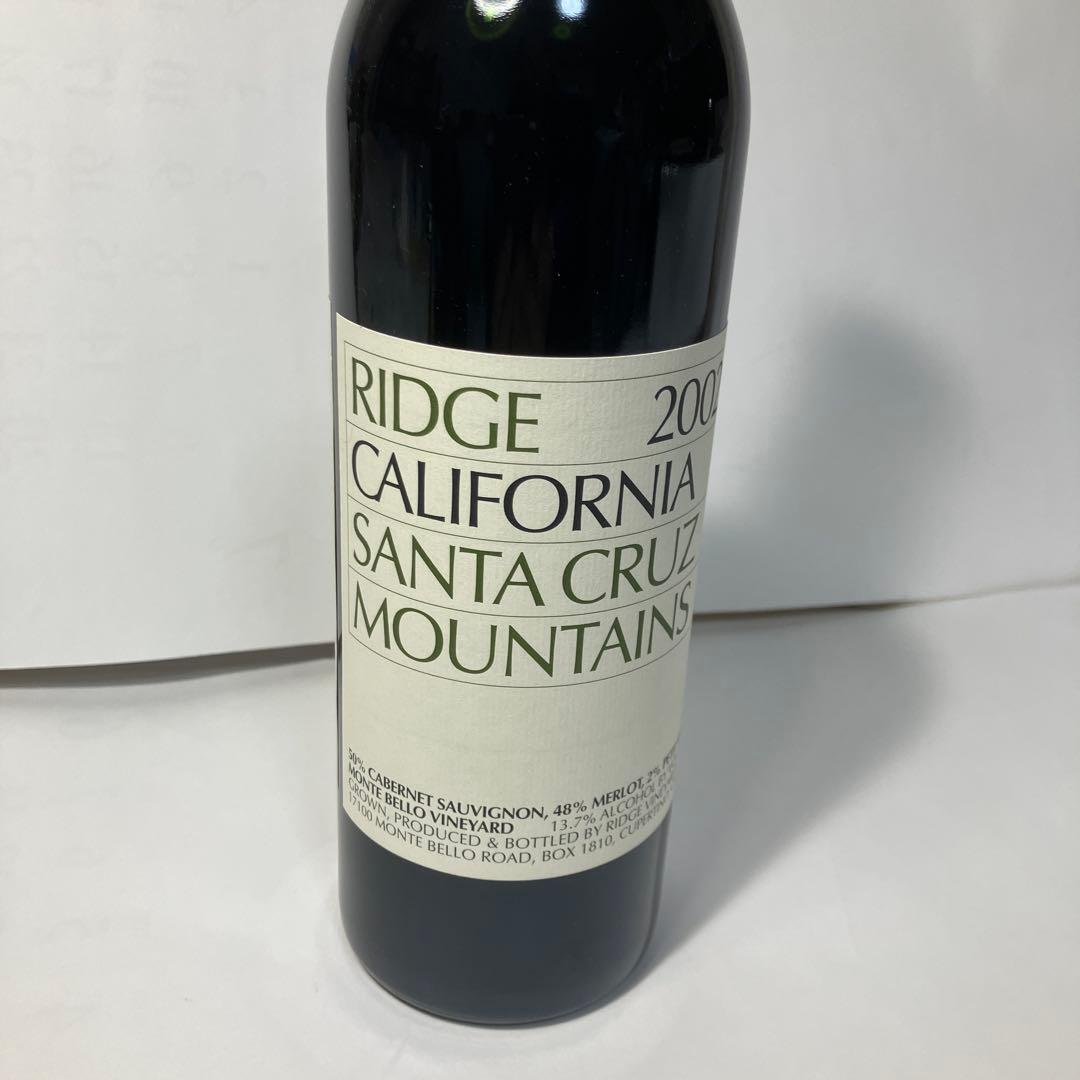 RIDGE 2002
CALIFORNIA
SANTA CRUZ
MOUNTAINS
50% CABERNET SAUVIGNON, 48% MERLOT, 2%
MONTE BELLO VINEYARD 13.7% ALCOHOL BY
GROWN, PRODUCED & BOTTLED BY RIDGE
17100 MONTE BELLO ROAD, BOX 1810,